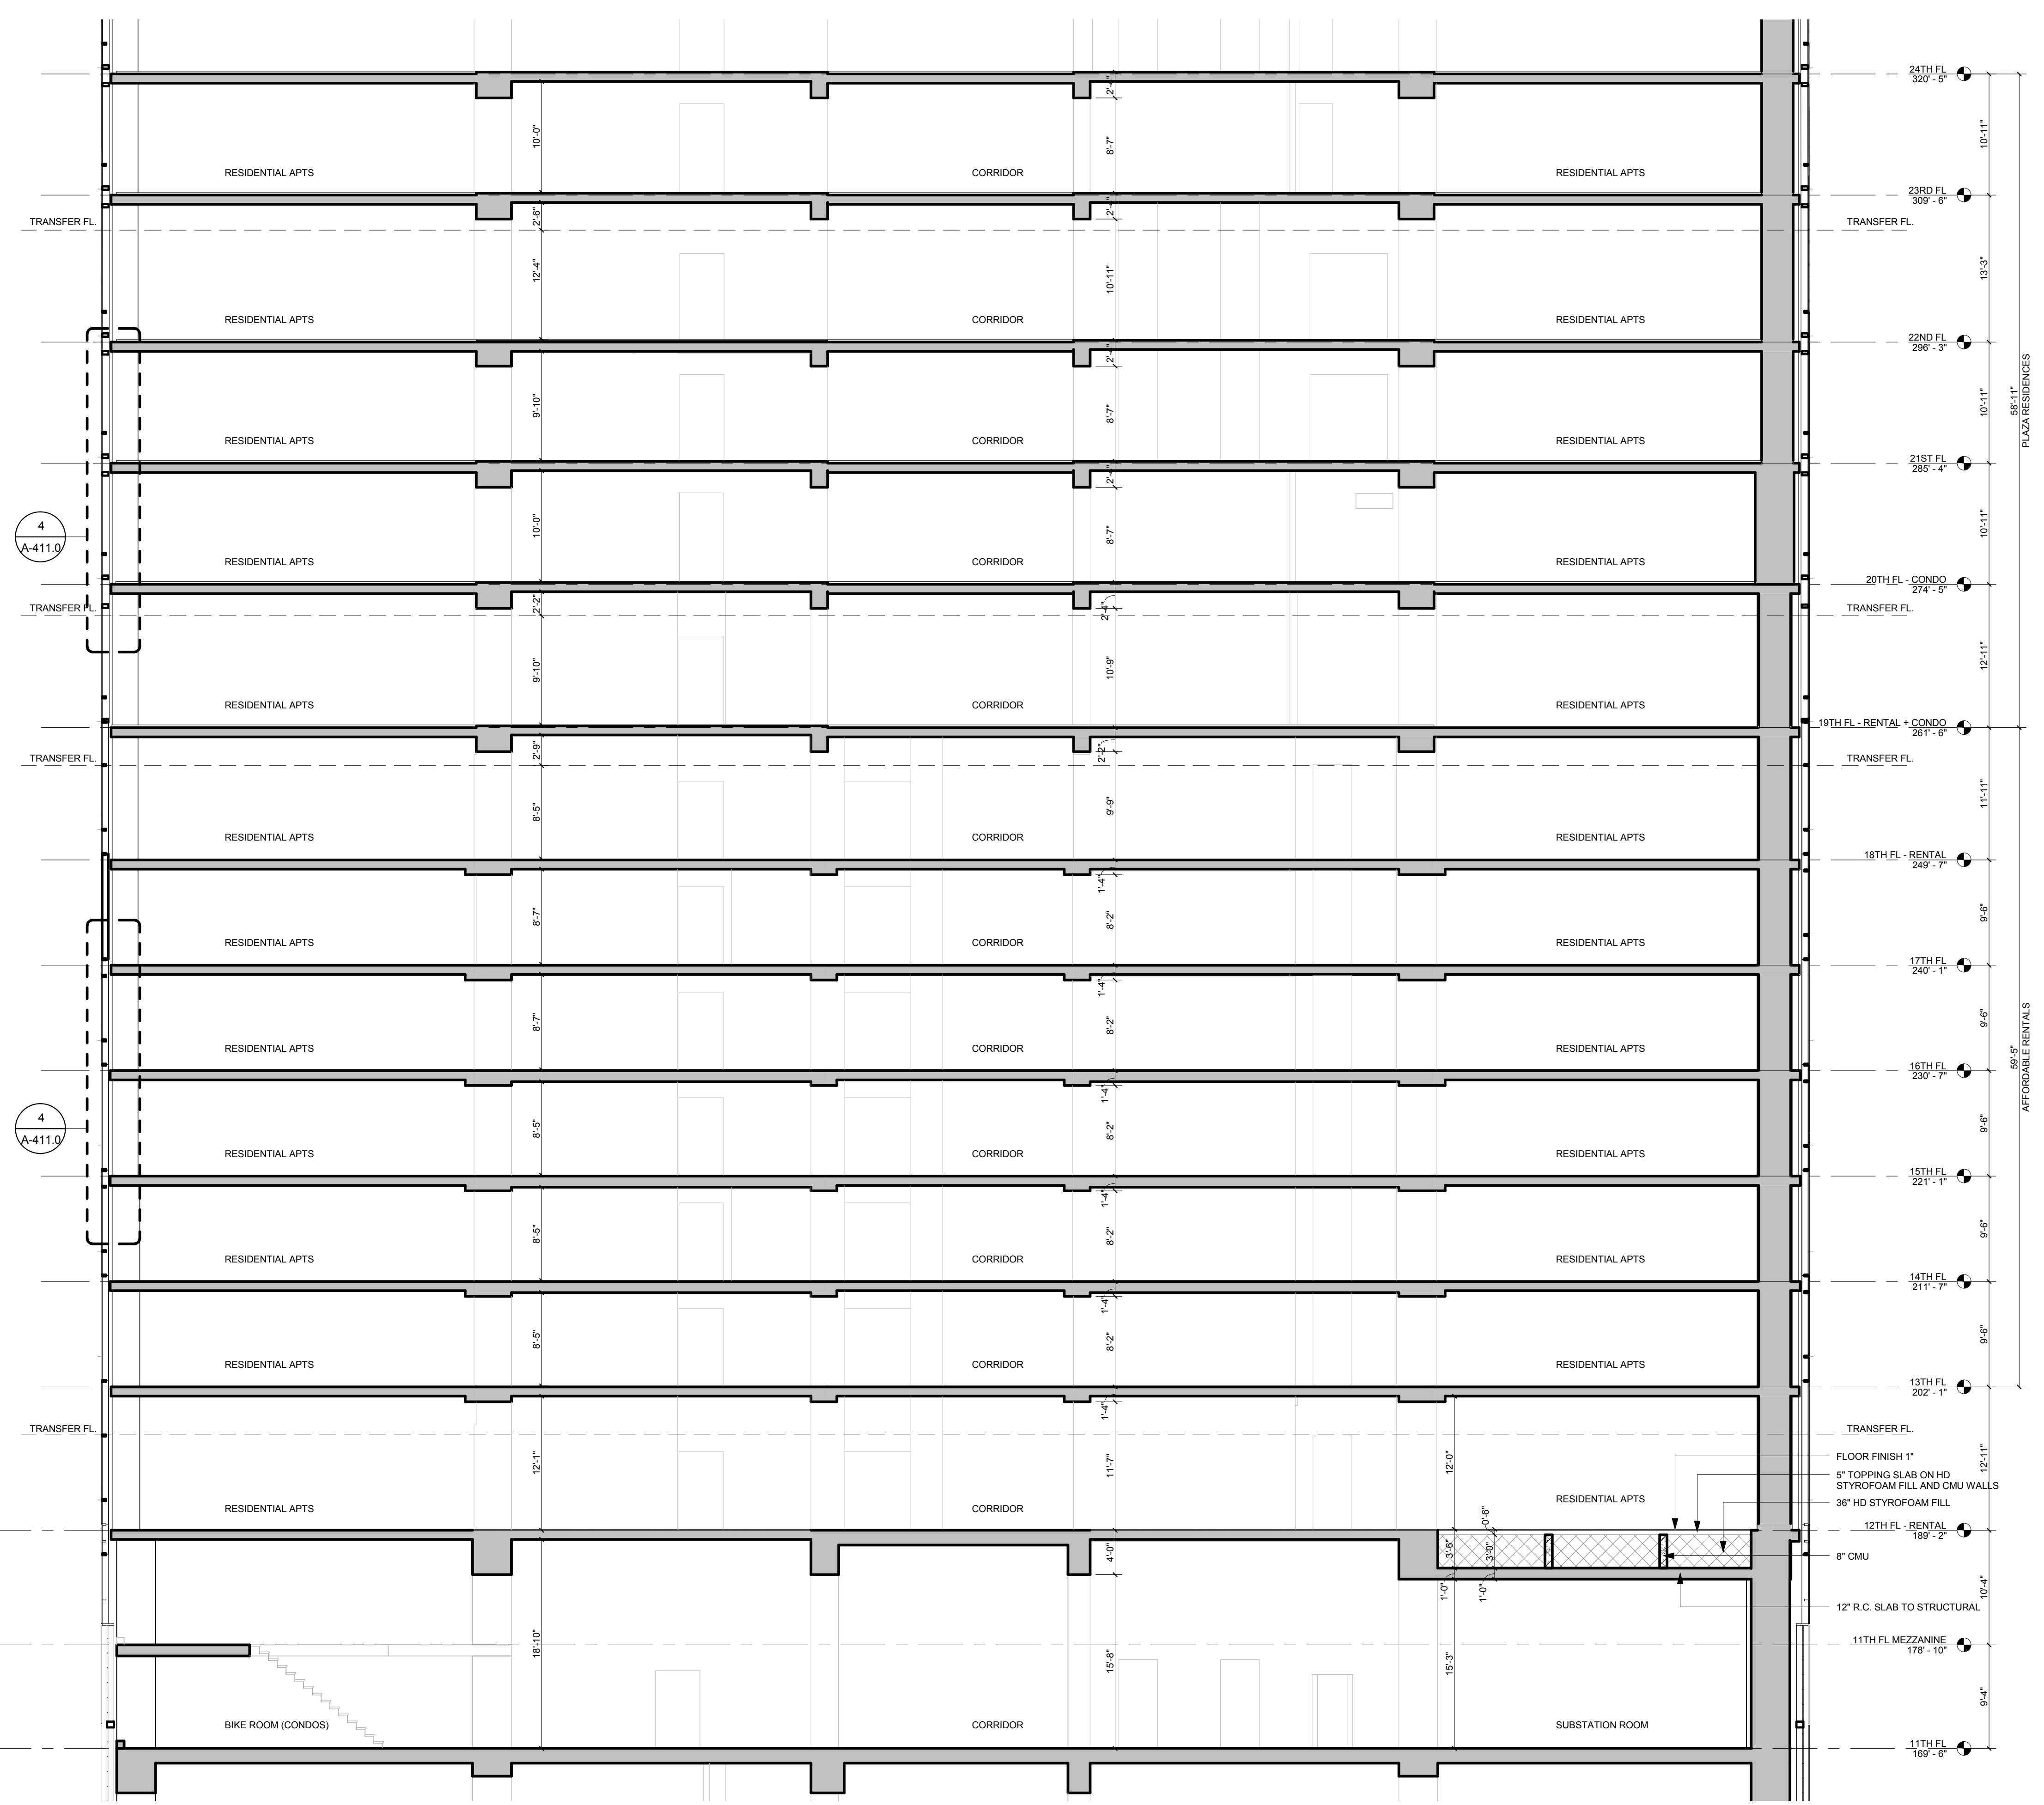 24TH FL
320' - 5"
2'-4"
10'-0"
8'-7"
10'-11"
RESIDENTIAL APTS
CORRIDOR
RESIDENTIAL APTS
23RD FL
309' - 6"
TRANSFER FL.
2'-6"
2'-4"
TRANSFER FL.
12'-4"
10'-11"
13'-3"
RESIDENTIAL APTS
CORRIDOR
RESIDENTIAL APTS
22ND FL
296' - 3"
2'-4"
9'-10"
8'-7"
10'-11"
58'-11"
PLAZA RESIDENCES
RESIDENTIAL APTS
CORRIDOR
RESIDENTIAL APTS
21ST FL
285' - 4"
2'-4"
4
A-411.0
10'-0"
8'-7"
10'-11"
RESIDENTIAL APTS
CORRIDOR
RESIDENTIAL APTS
20TH FL - CONDO
274' - 5"
TRANSFER FL.
2'-2"
2'-4"
TRANSFER FL.
9'-10"
10'-9"
12'-11"
RESIDENTIAL APTS
CORRIDOR
RESIDENTIAL APTS
19TH FL - RENTAL + CONDO
261' - 6"
TRANSFER FL.
2'-9"
2'-2"
TRANSFER FL.
8'-5"
9'-9"
11'-11"
RESIDENTIAL APTS
CORRIDOR
RESIDENTIAL APTS
18TH FL - RENTAL
249' - 7"
1'-4"
8'-7"
8'-2"
9'-6"
RESIDENTIAL APTS
CORRIDOR
RESIDENTIAL APTS
17TH FL
240' - 1"
1'-4"
8'-7"
8'-2"
9'-6"
RESIDENTIAL APTS
CORRIDOR
RESIDENTIAL APTS
59'-5"
AFFORDABLE RENTALS
16TH FL
230' - 7"
1'-4"
4
A-411.0
8'-5"
8'-2"
9'-6"
RESIDENTIAL APTS
CORRIDOR
RESIDENTIAL APTS
15TH FL
221' - 1"
1'-4"
8'-5"
8'-2"
9'-6"
RESIDENTIAL APTS
CORRIDOR
RESIDENTIAL APTS
14TH FL
211' - 7"
1'-4"
8'-5"
8'-2"
9'-6"
RESIDENTIAL APTS
CORRIDOR
RESIDENTIAL APTS
13TH FL
202' - 1"
1'-4"
TRANSFER FL.
TRANSFER FL.
12'-1"
11'-7"
12'-0"
12'-11"
FLOOR FINISH 1"
5" TOPPING SLAB ON HD
STYROFOAM FILL AND CMU WALLS
36" HD STYROFOAM FILL
RESIDENTIAL APTS
CORRIDOR
RESIDENTIAL APTS
0'-6"
12TH FL - RENTAL
189' - 2"
4'-0"
3'-6"
3'-0"
8" CMU
1'-0"
1'-0"
10'-4"
12" R.C. SLAB TO STRUCTURAL
11TH FL MEZZANINE
178' - 10"
18'-10"
15'-8"
15'-3"
9'-4"
BIKE ROOM (CONDOS)
CORRIDOR
SUBSTATION ROOM
11TH FL
169' - 6"